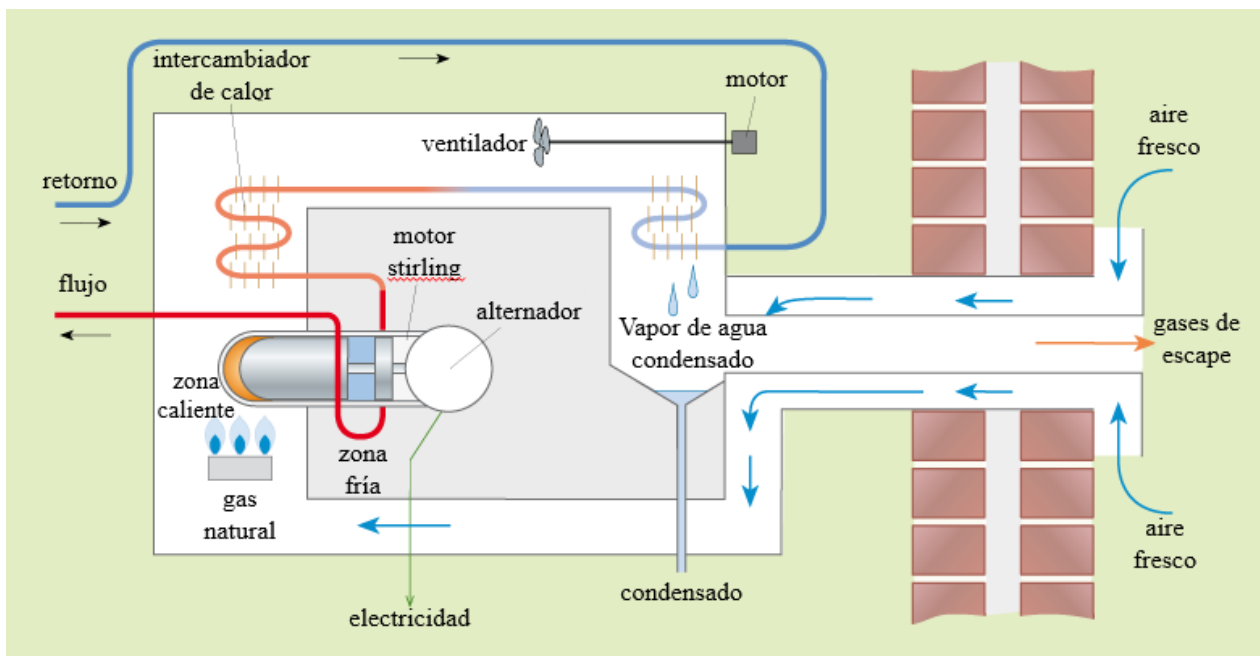 intercambiador
de calor
motor
ventilador
aire
fresco
retorno
motor
stirling
flujo
alternador
Vapor de agua
condensado
gases de
escape
zona
caliente
zona
fría
gas
natural
aire
fresco
condensado
electricidad